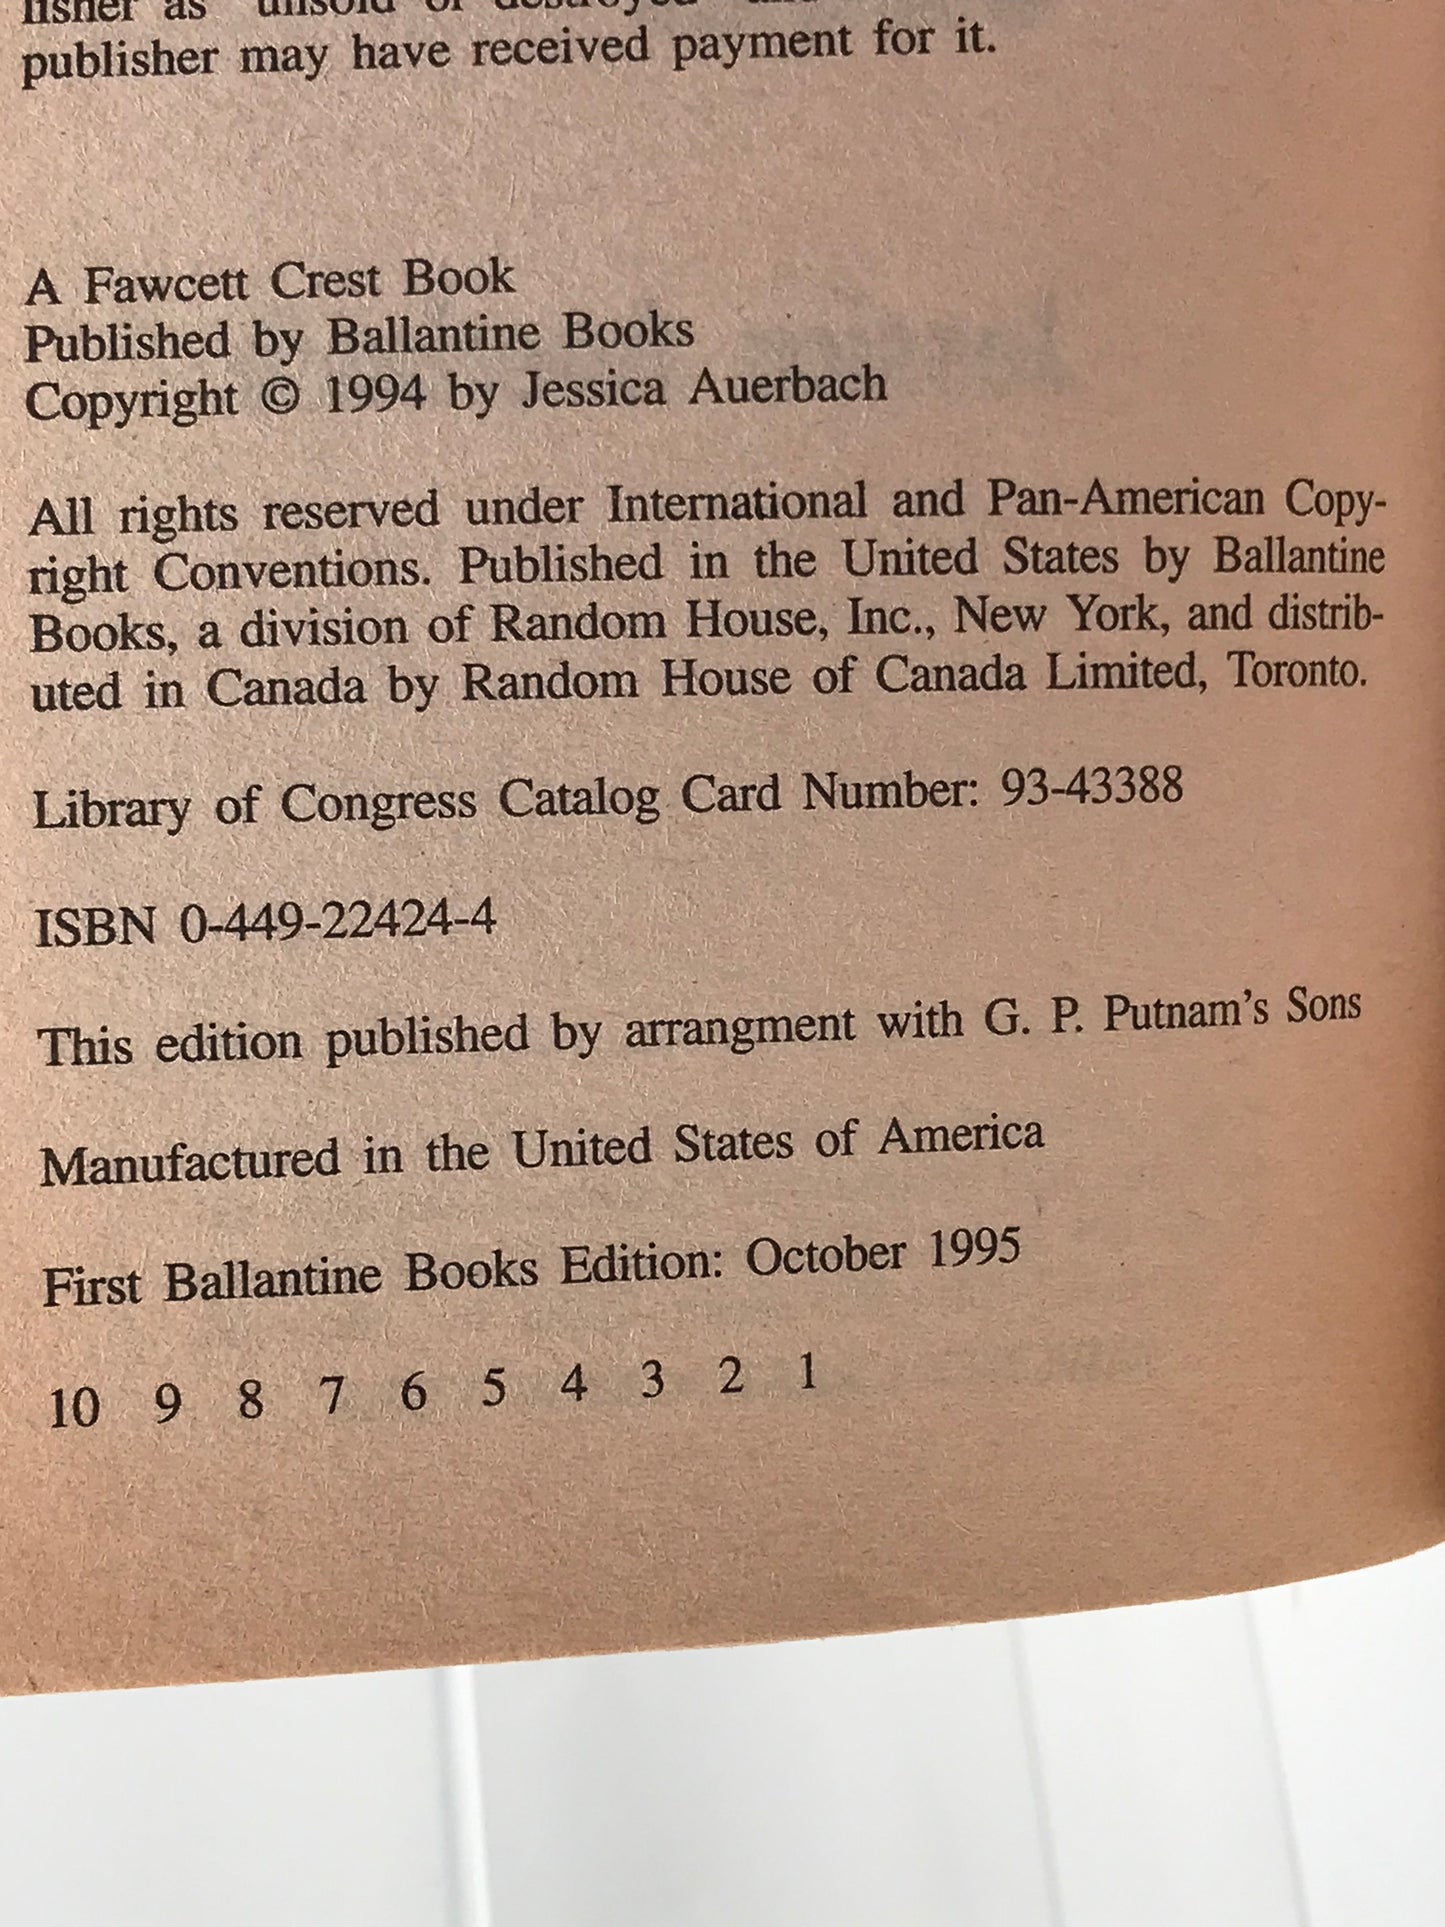 lisher as "unsold or destroyed"
publisher may have received payment for it.
A Fawcett Crest Book
Published by Ballantine Books
Copyright © 1994 by Jessica Auerbach
All rights reserved under International and Pan-American Copy-
right Conventions. Published in the United States by Ballantine
Books, a division of Random House, Inc., New York, and distrib-
uted in Canada by Random House of Canada Limited, Toronto.
Library of Congress Catalog Card Number: 93-43388
ISBN 0-449-22424-4
This edition published by arrangment with G. P. Putnam's Sons
Manufactured in the United States of America
First Ballantine Books Edition: October 1995
10 9 8 7 6 5 4 3 2 1